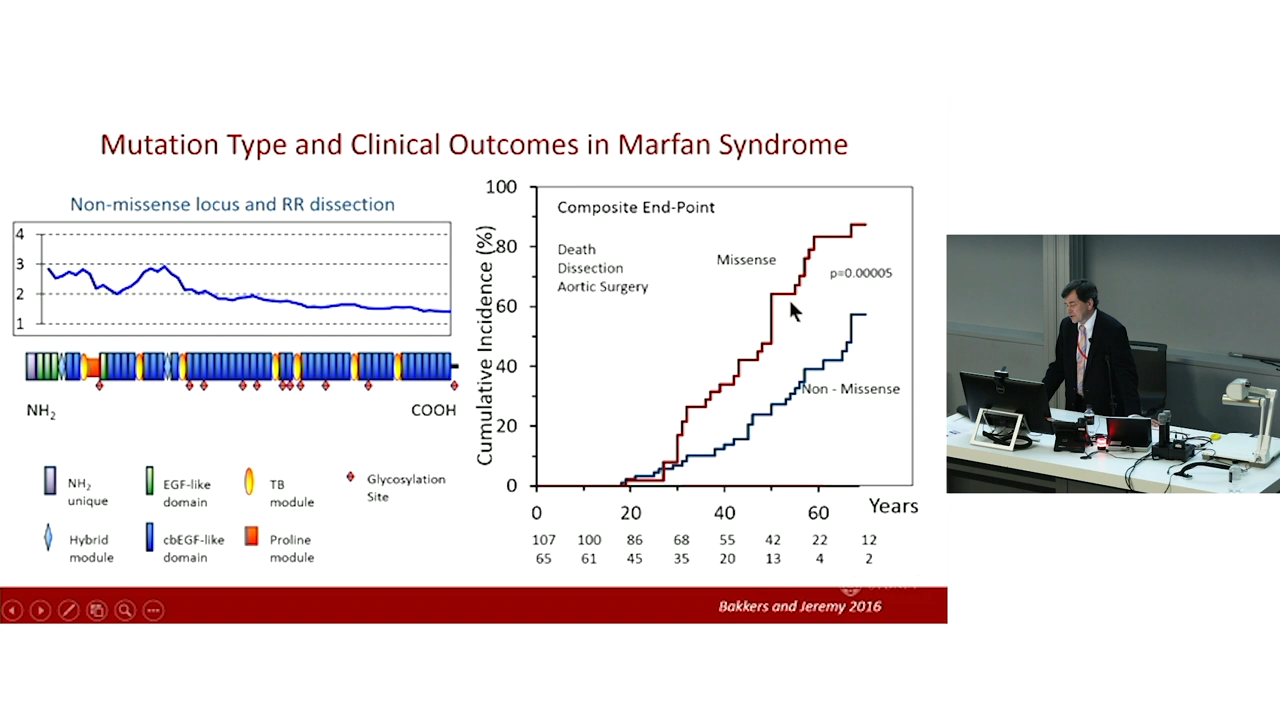 Mutation Type and Clinical Outcomes in Marfan Syndrome
Non-missense locus and RR dissection
4
3
2
1
NH2
COOH
NH2
unique
EGF-like
domain
TB
module
Glycosylation
Site
Hybrid
module
cbEGF-like
domain
Proline
module
Cumulative Incidence (%)
100
80
60
40
20
0
Composite End-Point
Death
Dissection
Aortic Surgery
Missense
p=0.00005
Non - Missense
0 20 40 60 Years
107 100 86 68 55 42 22 12
65 61 45 35 20 13 4 2
Bakkers and Jeremy 2016